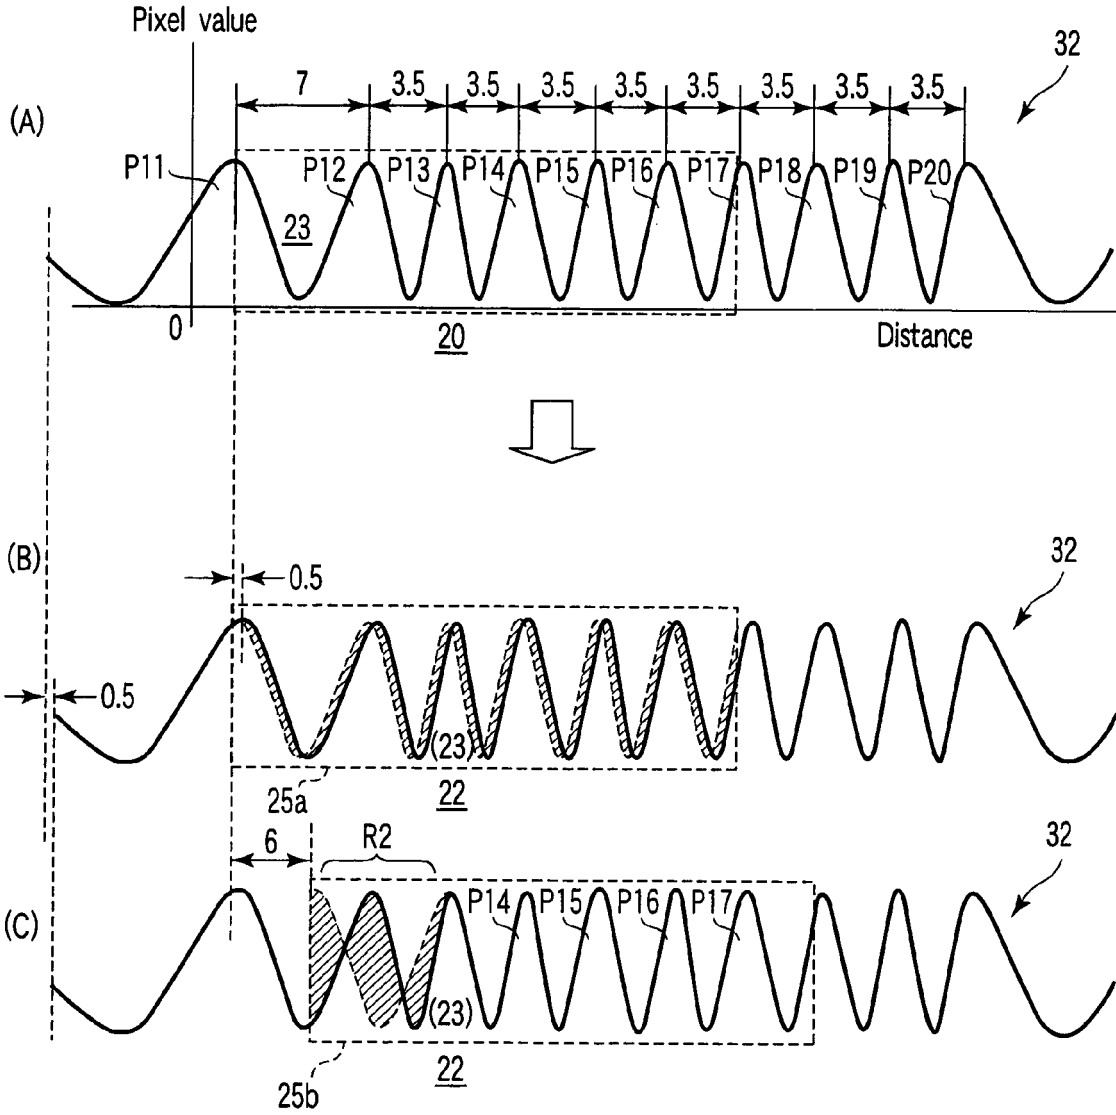 Pixel value
32
(A)
7 3.5 3.5 3.5 3.5 3.5 3.5 3.5 3.5
P11 P12 P13 P14 P15 P16 P17 P18 P19 P20
23
0 20 Distance
(B)
32
0.5
0.5
(23)
25a 22
6 R2 32
(C)
P14 P15 P16 P17
(23)
25b 22